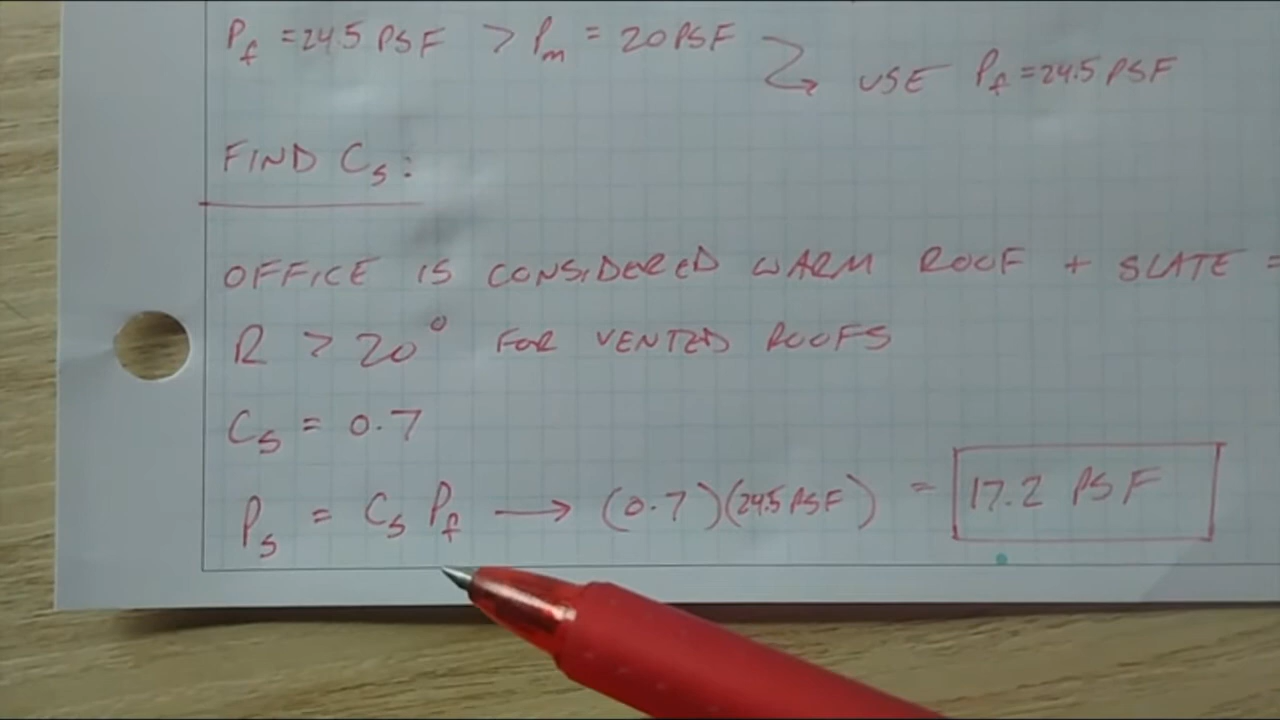 Pf = 24.5 PSF > Pm = 20 PSF
USE Pf = 24.5 PSF
FIND Cs:
OFFICE IS CONSIDERED WARM ROOF + SLATE =
R > 20° FOR VENTED ROOFS
Cs = 0.7
Ps = Cs Pf → (0.7)(24.5 PSF) = 17.2 PSF